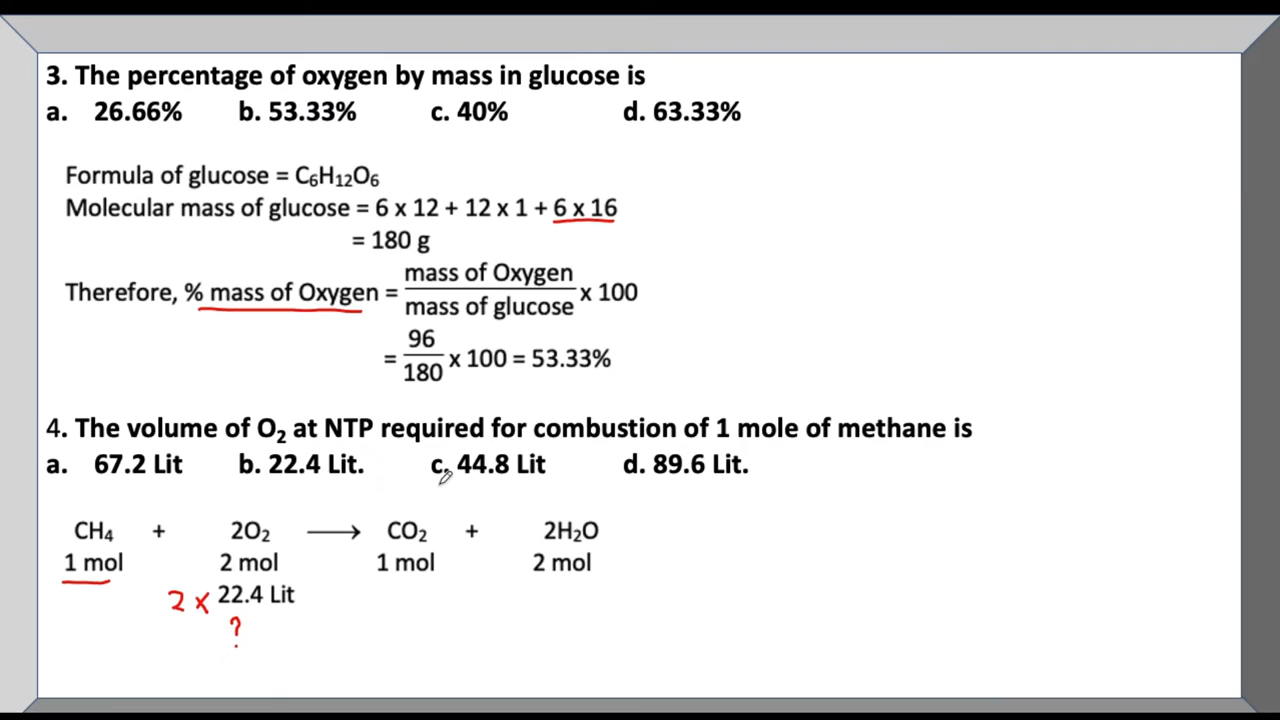 3. The percentage of oxygen by mass in glucose is
a. 26.66% b. 53.33% c. 40% d. 63.33%
Formula of glucose = C₆H₁₂O₆
Molecular mass of glucose = 6 x 12 + 12 x 1 + 6 x 16
= 180 g
Therefore, % mass of Oxygen = mass of Oxygen / mass of glucose x 100
= 96 / 180 x 100 = 53.33%
4. The volume of O₂ at NTP required for combustion of 1 mole of methane is
a. 67.2 Lit b. 22.4 Lit. c. 44.8 Lit d. 89.6 Lit.
CH₄ + 2O₂ ⟶ CO₂ + 2H₂O
1 mol 2 mol 1 mol 2 mol
2 x 22.4 Lit
?